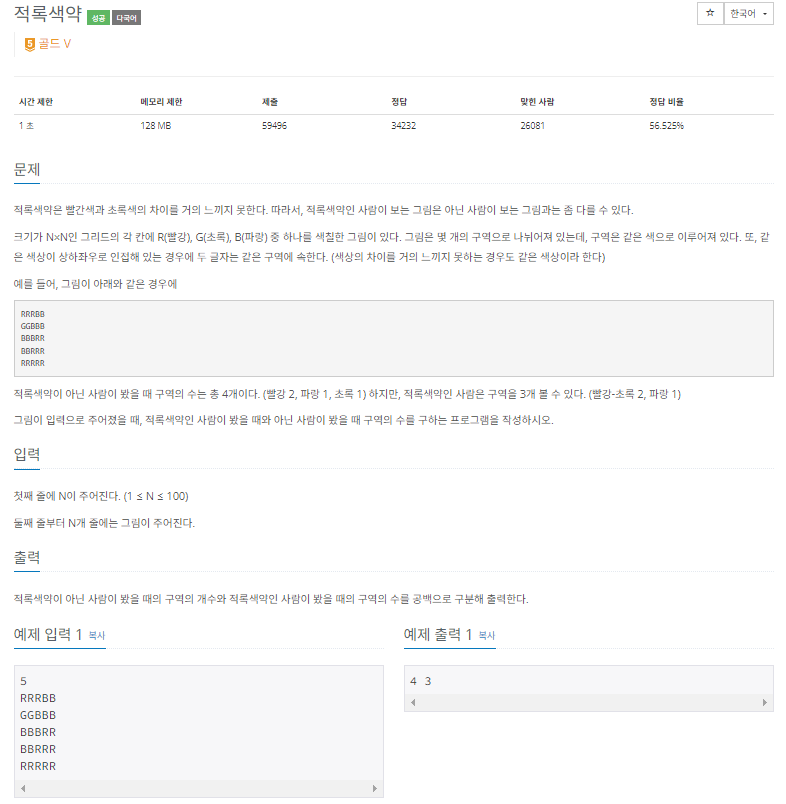 적록색약 성공 다국어
☆ 한국어
5 골드 V
시간 제한 메모리 제한 제출 정답 맞힌 사람 정답 비율
1 초 128 MB 59496 34232 26081 56.525%
문제
적록색약은 빨간색과 초록색의 차이를 거의 느끼지 못한다. 따라서, 적록색약인 사람이 보는 그림은 아닌 사람이 보는 그림과는 좀 다를 수 있다.
크기가 N×N인 그리드의 각 칸에 R(빨강), G(초록), B(파랑) 중 하나를 색칠한 그림이 있다. 그림은 몇 개의 구역으로 나뉘어져 있는데, 구역은 같은 색으로 이루어져 있다. 또, 같
은 색상이 상하좌우로 인접해 있는 경우에 두 글자는 같은 구역에 속한다. (색상의 차이를 거의 느끼지 못하는 경우도 같은 색상이라 한다)
예를 들어, 그림이 아래와 같은 경우에
RRRBB
GGBBB
BBBRR
BBRRR
RRRRR
적록색약이 아닌 사람이 봤을 때 구역의 수는 총 4개이다. (빨강 2, 파랑 1, 초록 1) 하지만, 적록색약인 사람은 구역을 3개 볼 수 있다. (빨강-초록 2, 파랑 1)
그림이 입력으로 주어졌을 때, 적록색약인 사람이 봤을 때와 아닌 사람이 봤을 때 구역의 수를 구하는 프로그램을 작성하시오.
입력
첫째 줄에 N이 주어진다. (1 ≤ N ≤ 100)
둘째 줄부터 N개 줄에는 그림이 주어진다.
출력
적록색약이 아닌 사람이 봤을 때의 구역의 개수와 적록색약인 사람이 봤을 때의 구역의 수를 공백으로 구분해 출력한다.
예제 입력 1 복사
5
RRRBB
GGBBB
BBBRR
BBRRR
RRRRR
예제 출력 1 복사
4 3